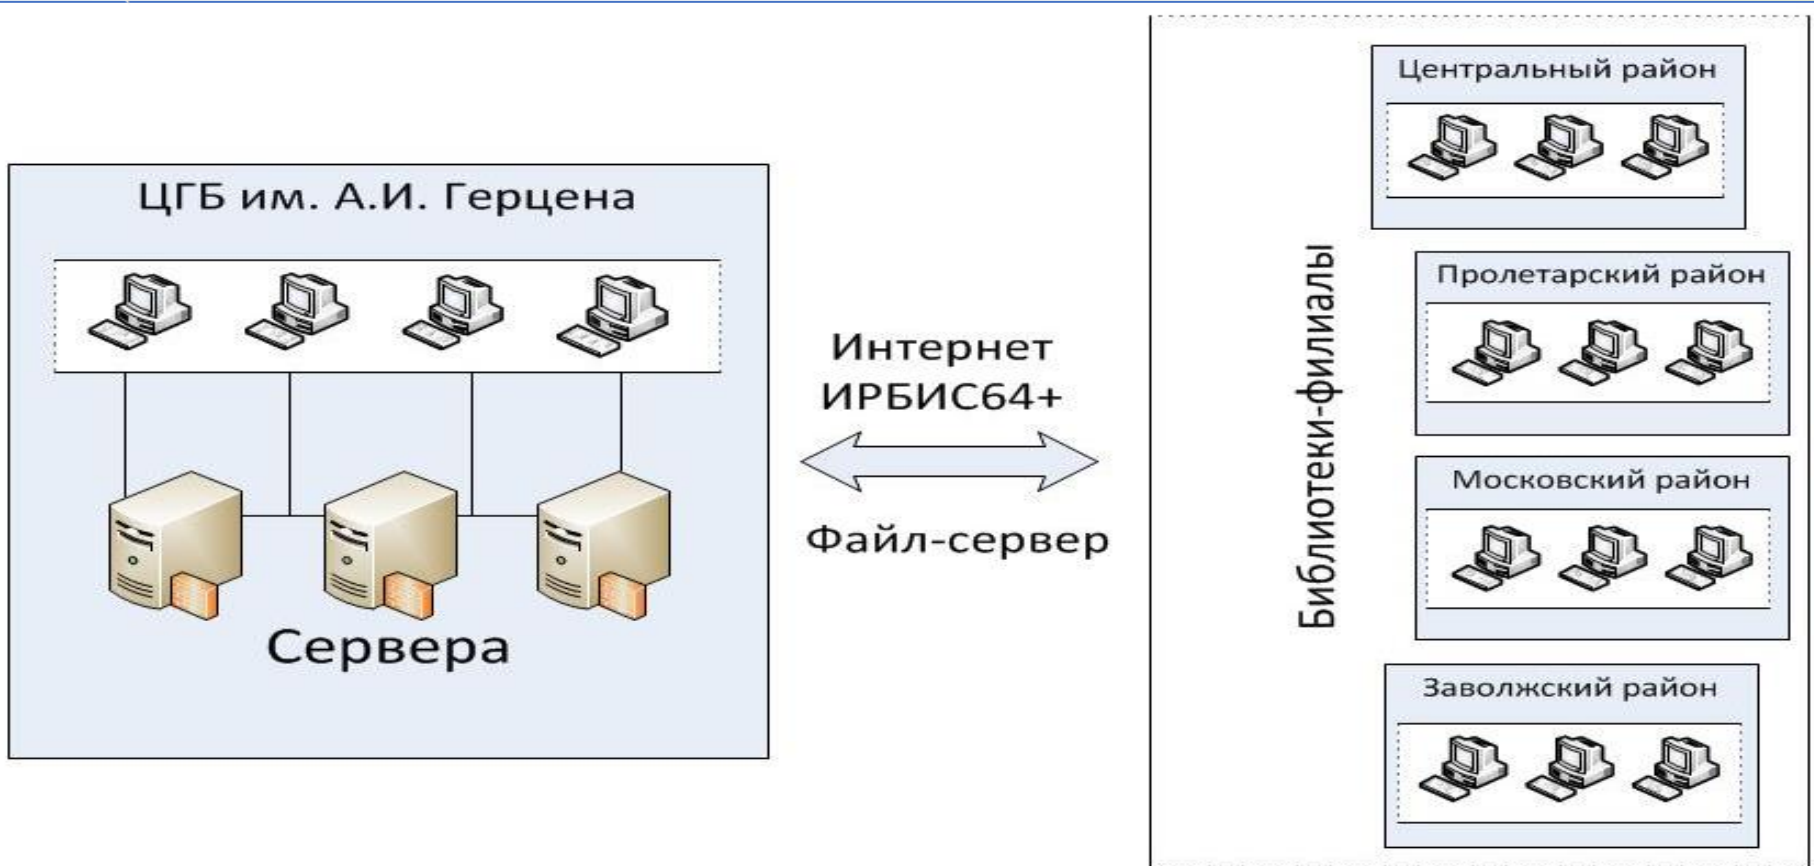 ЦГБ им. А.И. Герцена
Сервера
Интернет
ИРБИС64+
Файл-сервер
Библиотеки-филиалы
Центральный район
Пролетарский район
Московский район
Заволжский район